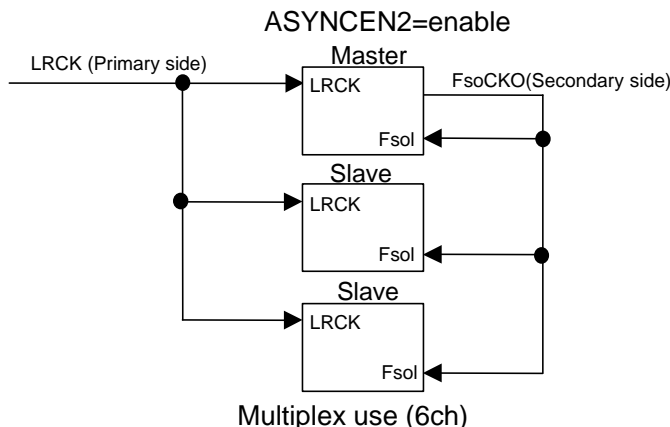 ASYNCEN2=enable
Master
LRCK (Primary side)
LRCK
FsoCKO(Secondary side)
FsoI
Slave
LRCK
FsoI
Slave
LRCK
FsoI
Multiplex use (6ch)